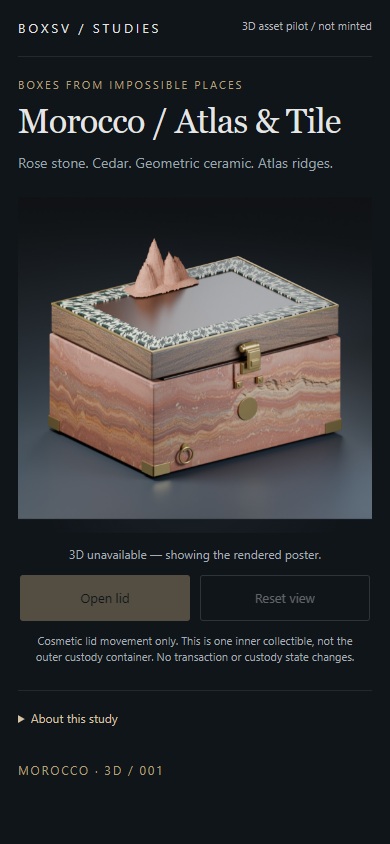 BOXSV / STUDIES
3D asset pilot / not minted
BOXES FROM IMPOSSIBLE PLACES
Morocco / Atlas & Tile
Rose stone. Cedar. Geometric ceramic. Atlas ridges.
3D unavailable — showing the rendered poster.
Open lid
Reset view
Cosmetic lid movement only. This is one inner collectible, not the
outer custody container. No transaction or custody state changes.
About this study
MOROCCO · 3D / 001